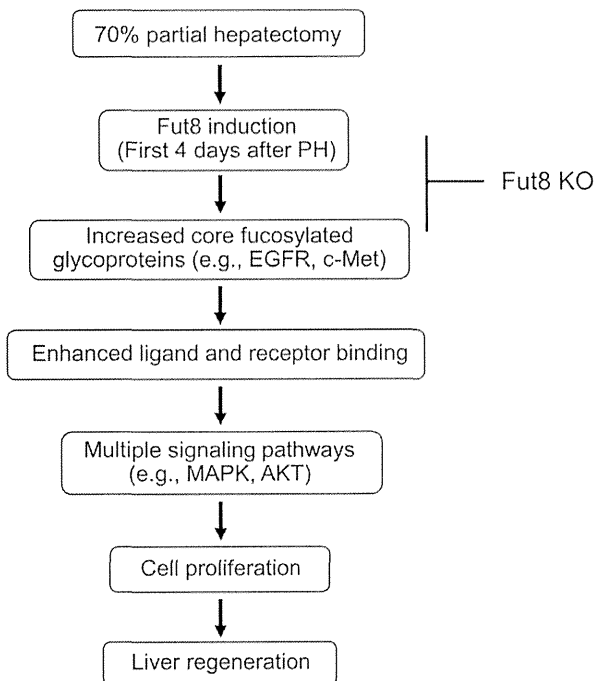 70% partial hepatectomy
Fut8 induction
(First 4 days after PH)
Fut8 KO
Increased core fucosylated
glycoproteins (e.g., EGFR, c-Met)
Enhanced ligand and receptor binding
Multiple signaling pathways
(e.g., MAPK, AKT)
Cell proliferation
Liver regeneration